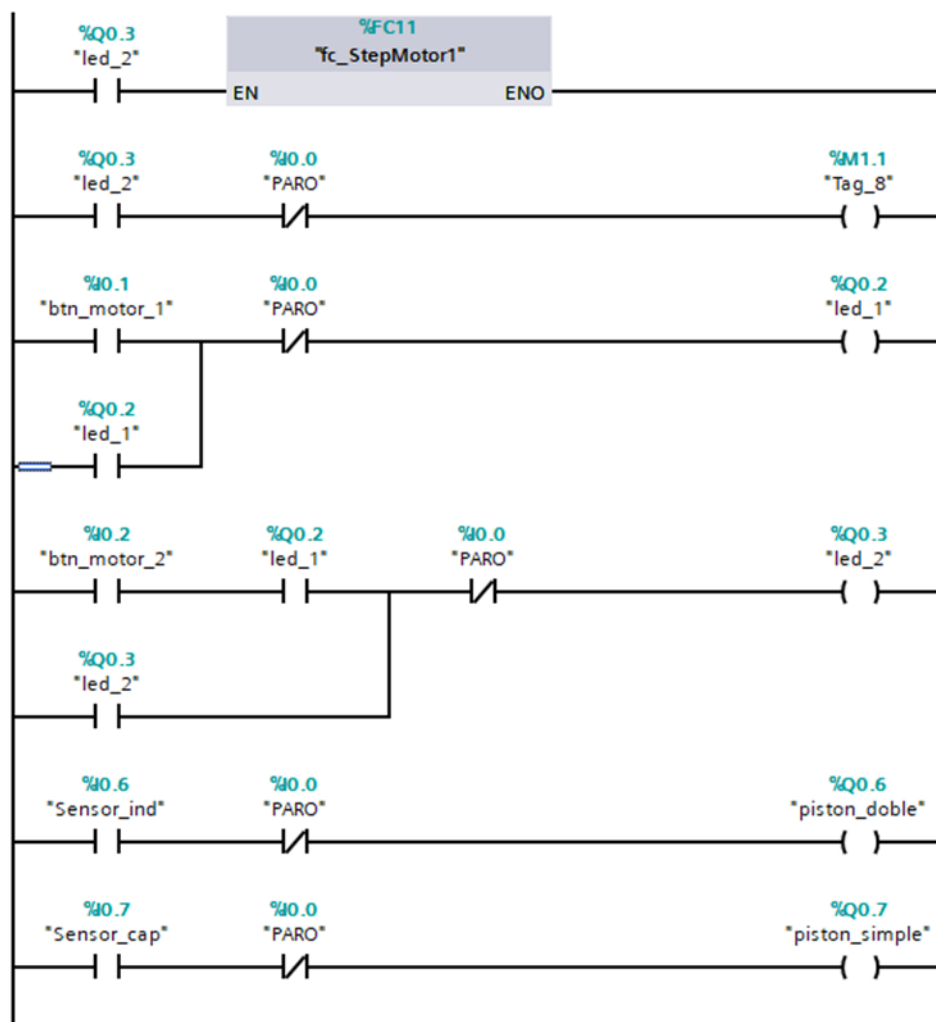 %Q0.3
"led_2"
%FC11
"fc_StepMotor1"
EN
ENO
%Q0.3
"led_2"
%I0.0
"PARO"
%M1.1
"Tag_8"
%I0.1
"btn_motor_1"
%I0.0
"PARO"
%Q0.2
"led_1"
%Q0.2
"led_1"
%I0.2
"btn_motor_2"
%Q0.2
"led_1"
%I0.0
"PARO"
%Q0.3
"led_2"
%Q0.3
"led_2"
%I0.6
"Sensor_ind"
%I0.0
"PARO"
%Q0.6
"piston_doble"
%I0.7
"Sensor_cap"
%I0.0
"PARO"
%Q0.7
"piston_simple"